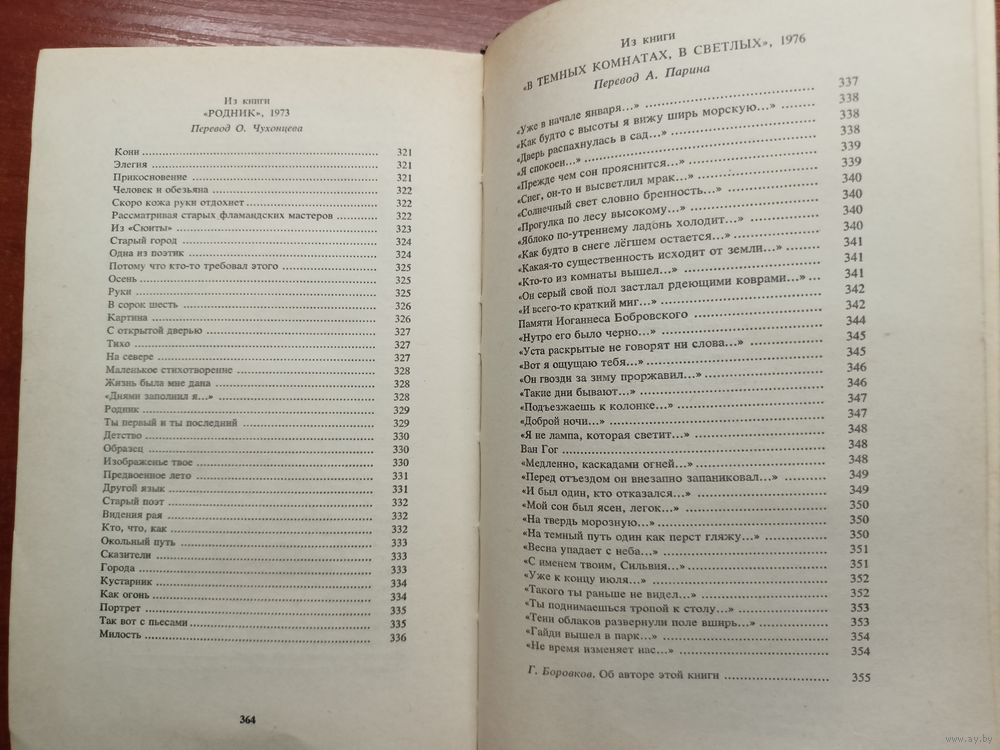 Из книги
«РОДНИК», 1973
Перевод О. Чухонцева
Кони ........ 321
Элегия ........ 321
Прикосновение ........ 321
Человек и обезьяна ........ 322
Скоро кожа руки отдохнет ........ 322
Рассматривая старых фламандских мастеров ........ 322
Из «Сюиты» ........ 323
Старый город ........ 324
Одна из поэтик ........ 324
Потому что кто-то требовал этого ........ 325
Осень ........ 325
Руки ........ 325
В сорок шесть ........ 326
Картина ........ 326
С открытой дверью ........ 327
Тихо ........ 327
На севере ........ 327
Маленькое стихотворение ........ 328
Жизнь была мне дана ........ 328
«Днями заполнил я...» ........ 328
Родник ........ 329
Ты первый и ты последний ........ 329
Детство ........ 330
Образец ........ 330
Изображенье твое ........ 330
Предвоенное лето ........ 331
Другой язык ........ 331
Старый поэт ........ 332
Видения рая ........ 332
Кто, что, как ........ 332
Окольный путь ........ 333
Сказители ........ 333
Города ........ 333
Кустарник ........ 334
Как огонь ........ 334
Портрет ........ 335
Так вот с пьесами ........ 335
Милость ........ 336
364
Из книги
«В ТЕМНЫХ КОМНАТАХ, В СВЕТЛЫХ», 1976
Перевод А. Парина
«Уже в начале января...» ........ 337
«Как будто с высоты я вижу ширь морскую...» ........ 338
«Дверь распахнулась в сад...» ........ 338
«Я спокоен...» ........ 338
«Прежде чем сон прояснится...» ........ 339
«Снег, он-то и высветлил мрак...» ........ 339
«Солнечный свет словно бренность...» ........ 340
«Прогулка по лесу высокому...» ........ 340
«Яблоко по-утреннему ладонь холодит...» ........ 340
«Как будто в снеге лёгшем остается...» ........ 340
«Какая-то существенность исходит от земли...» ........ 341
«Кто-то из комнаты вышел...» ........ 341
«Он серый свой пол застлал рдеющими коврами...» ... 341
«И всего-то краткий миг...» ........ 342
Памяти Иоганнеса Бобровского ........ 342
«Нутро его было черно...» ........ 344
«Уста раскрытые не говорят ни слова...» ........ 345
«Вот я ощущаю тебя...» ........ 345
«Он гвозди за зиму проржавил...» ........ 346
«Такие дни бывают...» ........ 346
«Подъезжаешь к колонке...» ........ 347
«Доброй ночи...» ........ 347
«Я не лампа, которая светит...» ........ 348
Ван Гог ........ 348
«Медленно, каскадами огней...» ........ 348
«Перед отъездом он внезапно запаниковал...» ........ 349
«И был один, кто отказался...» ........ 349
«Мой сон был ясен, легок...» ........ 350
«На твердь морозную...» ........ 350
«На темный путь один как перст гляжу...» ........ 350
«Весна упадает с неба...» ........ 351
«С именем твоим, Сильвия...» ........ 351
«Уже к концу июля...» ........ 352
«Такого ты раньше не видел...» ........ 352
«Ты поднимаешься тропой к столу...» ........ 353
«Тени облаков развернули поле вширь...» ........ 353
«Гайди вышел в парк...» ........ 354
«Не время изменяет нас...» ........ 354
Г. Боровков. Об авторе этой книги ........ 355
www.ay.by